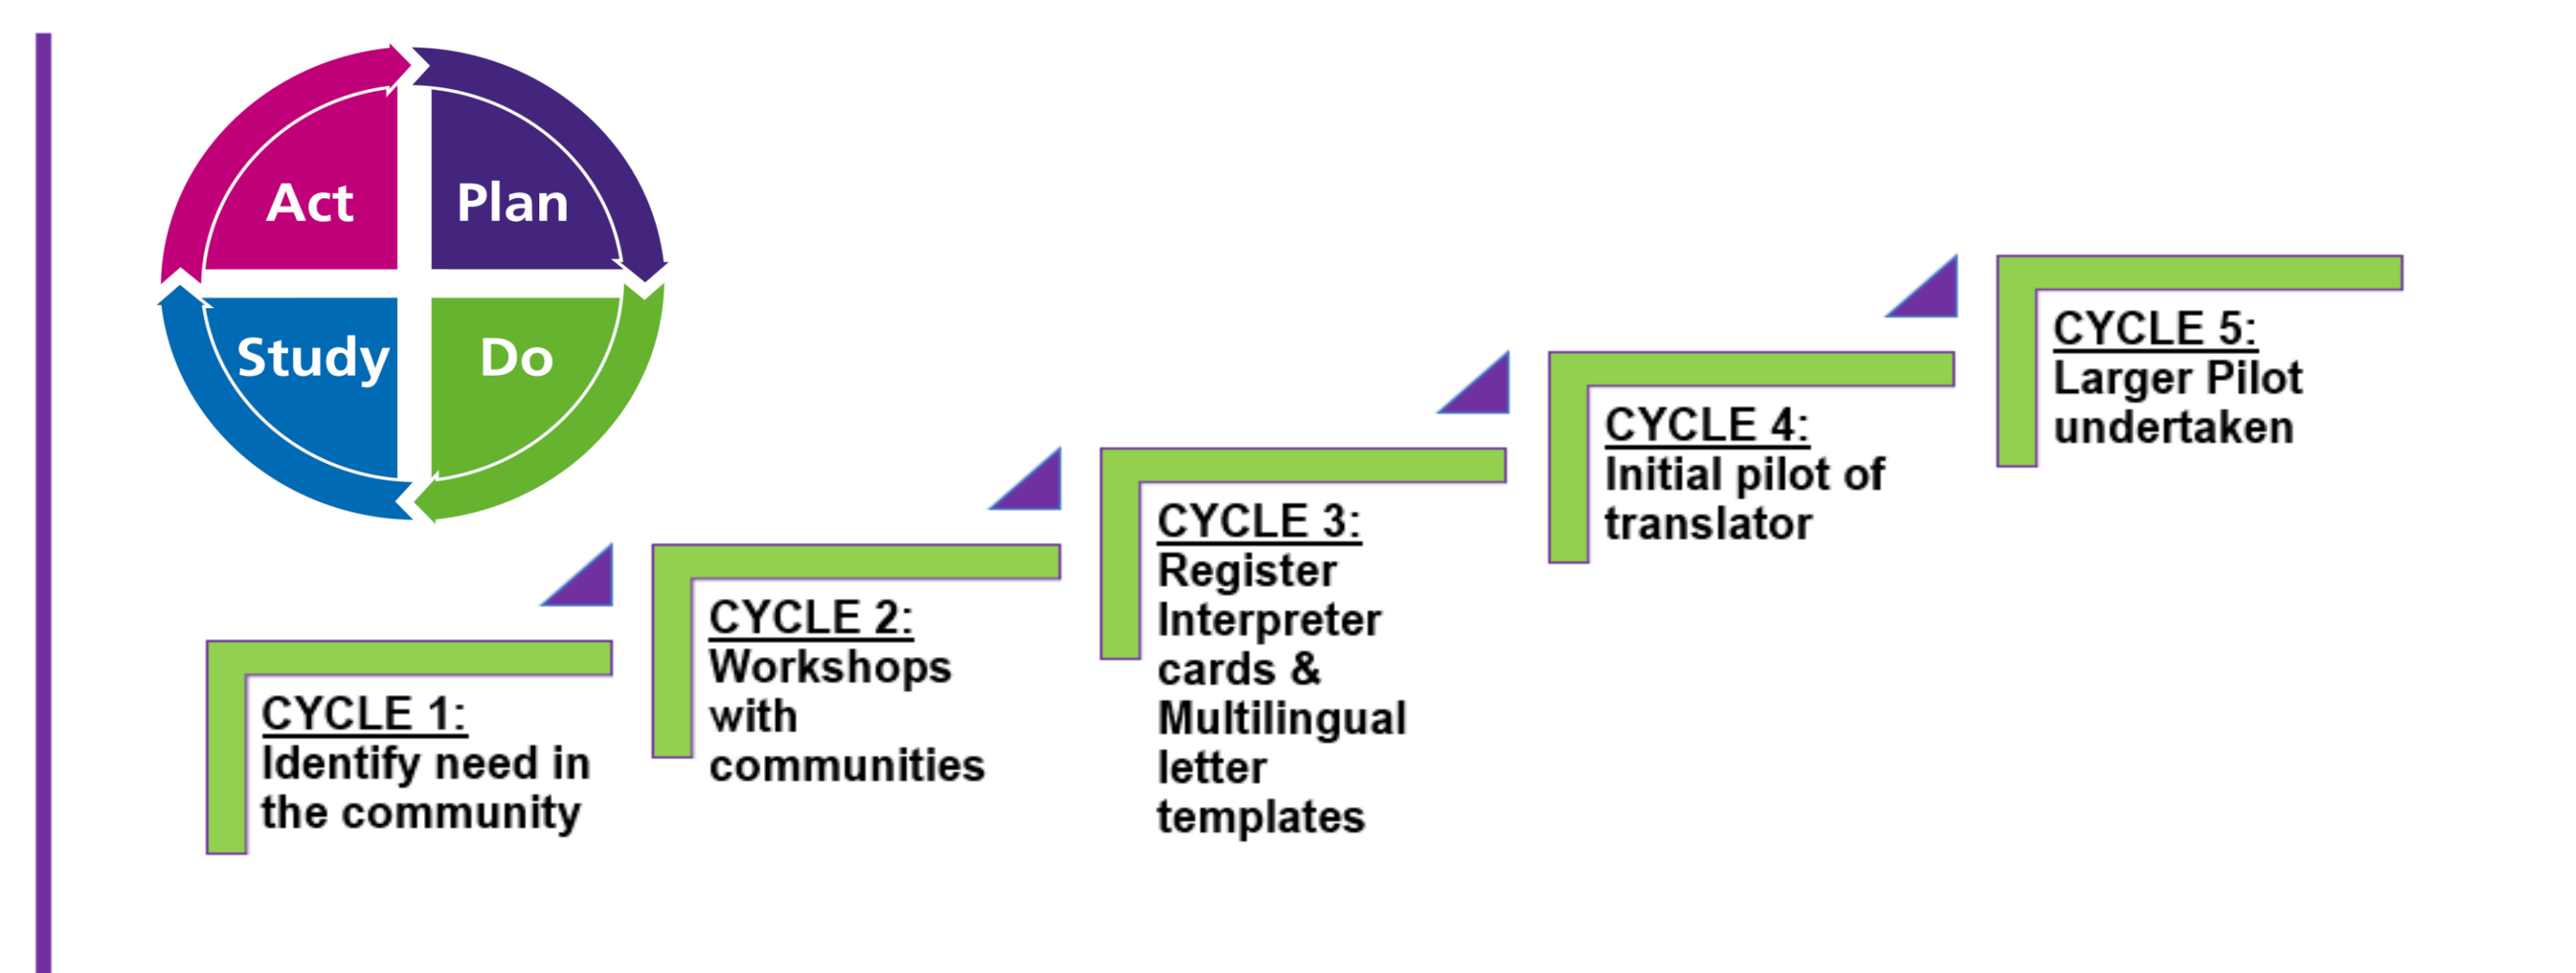 Act
Plan
Study
Do
CYCLE 1:
Identify need in
the community
CYCLE 2:
Workshops
with
communities
CYCLE 3:
Register
Interpreter
cards &
Multilingual
letter
templates
CYCLE 4:
Initial pilot of
translator
CYCLE 5:
Larger Pilot
undertaken